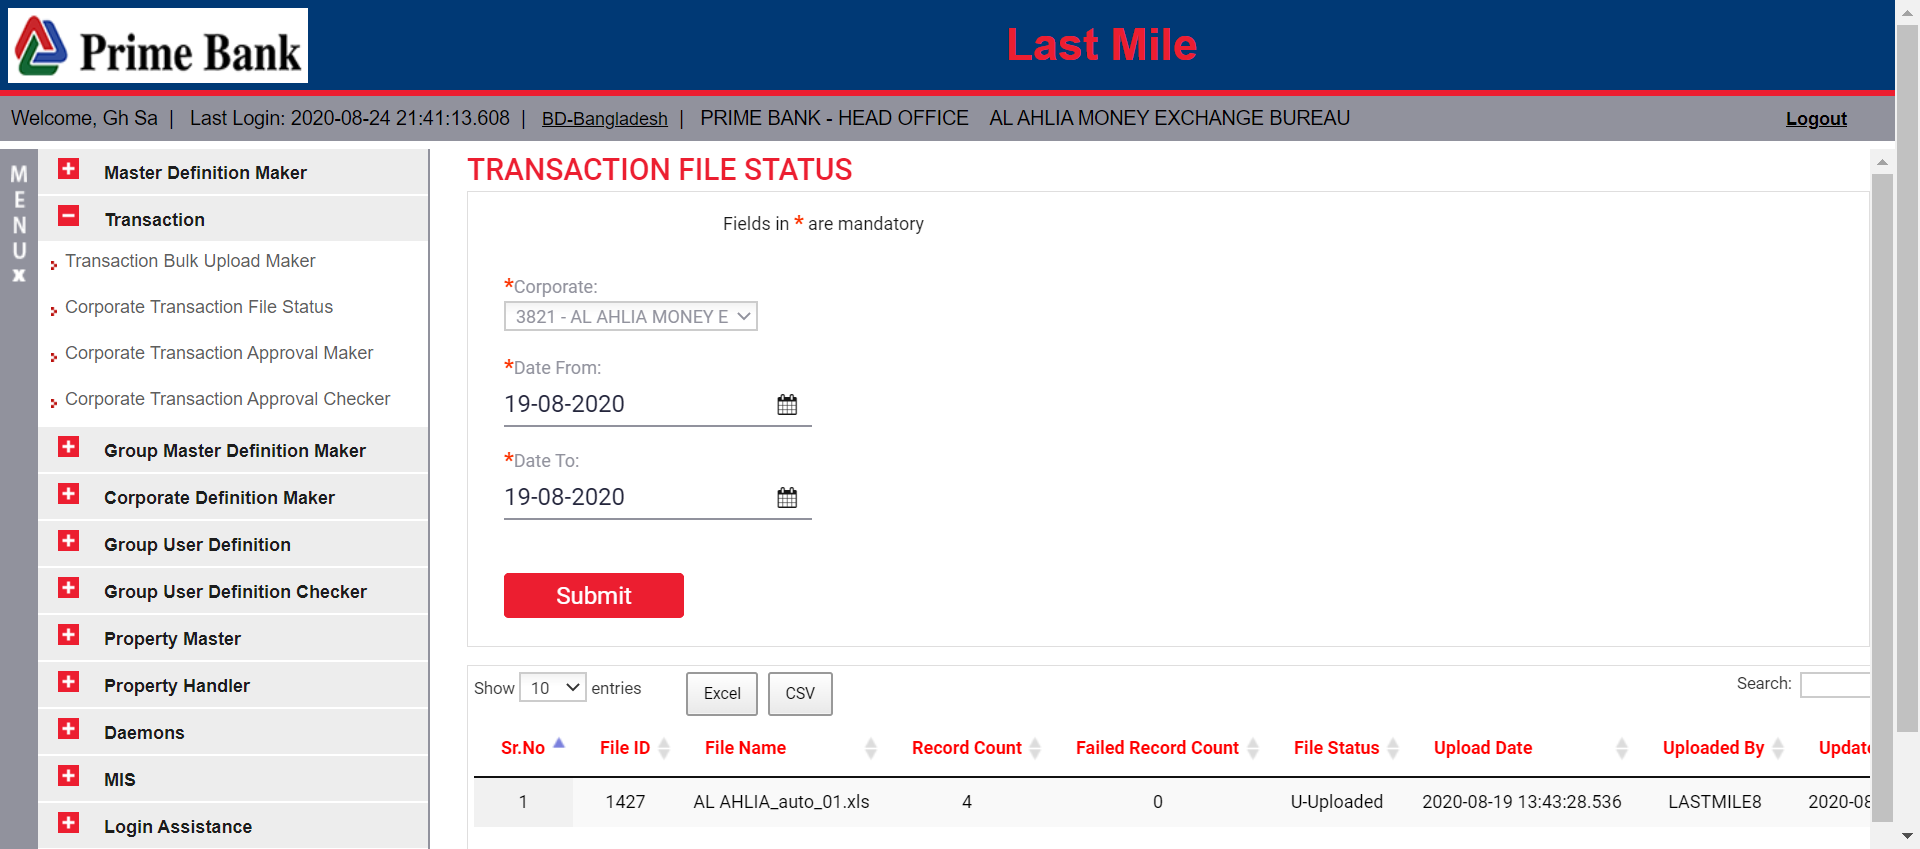 Prime Bank
Last Mile
Welcome, Gh Sa | Last Login: 2020-08-24 21:41:13.608 | BD-Bangladesh | PRIME BANK - HEAD OFFICE AL AHLIA MONEY EXCHANGE BUREAU Logout
MENU
x
Master Definition Maker
Transaction
Transaction Bulk Upload Maker
Corporate Transaction File Status
Corporate Transaction Approval Maker
Corporate Transaction Approval Checker
Group Master Definition Maker
Corporate Definition Maker
Group User Definition
Group User Definition Checker
Property Master
Property Handler
Daemons
MIS
Login Assistance
TRANSACTION FILE STATUS
Fields in * are mandatory
*Corporate:
3821 - AL AHLIA MONEY E
*Date From:
19-08-2020
*Date To:
19-08-2020
Submit
Show 10 entries Excel CSV Search:
Sr.No File ID File Name Record Count Failed Record Count File Status Upload Date Uploaded By Update
1 1427 AL AHLIA_auto_01.xls 4 0 U-Uploaded 2020-08-19 13:43:28.536 LASTMILE8 2020-08